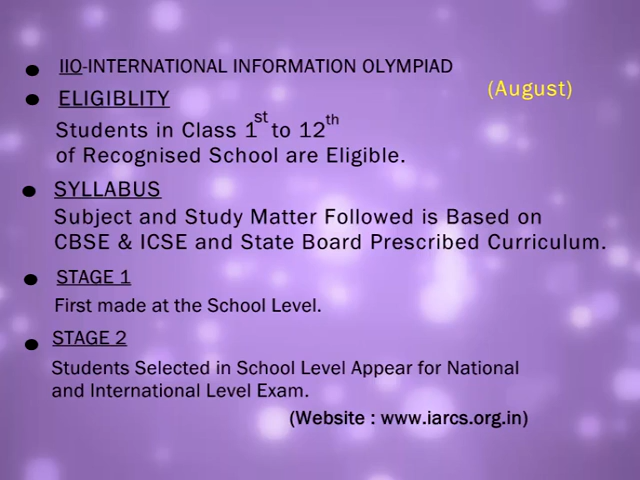 IIO-INTERNATIONAL INFORMATION OLYMPIAD
(August)
ELIGIBLITY
Students in Class 1st to 12th
of Recognised School are Eligible.
SYLLABUS
Subject and Study Matter Followed is Based on
CBSE & ICSE and State Board Prescribed Curriculum.
STAGE 1
First made at the School Level.
STAGE 2
Students Selected in School Level Appear for National
and International Level Exam.
(Website : www.iarcs.org.in)